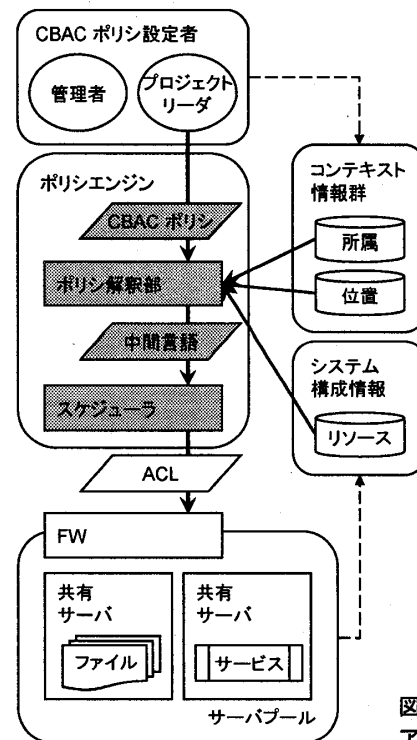 CBAC ポリシ設定者
管理者
プロジェクト
リーダ
ポリシエンジン
CBAC ポリシ
ポリシ解釈部
中間言語
スケジューラ
コンテキスト
情報群
所属
位置
システム
構成情報
リソース
ACL
FW
共有
サーバ
ファイル
共有
サーバ
サービス
サーバプール
図